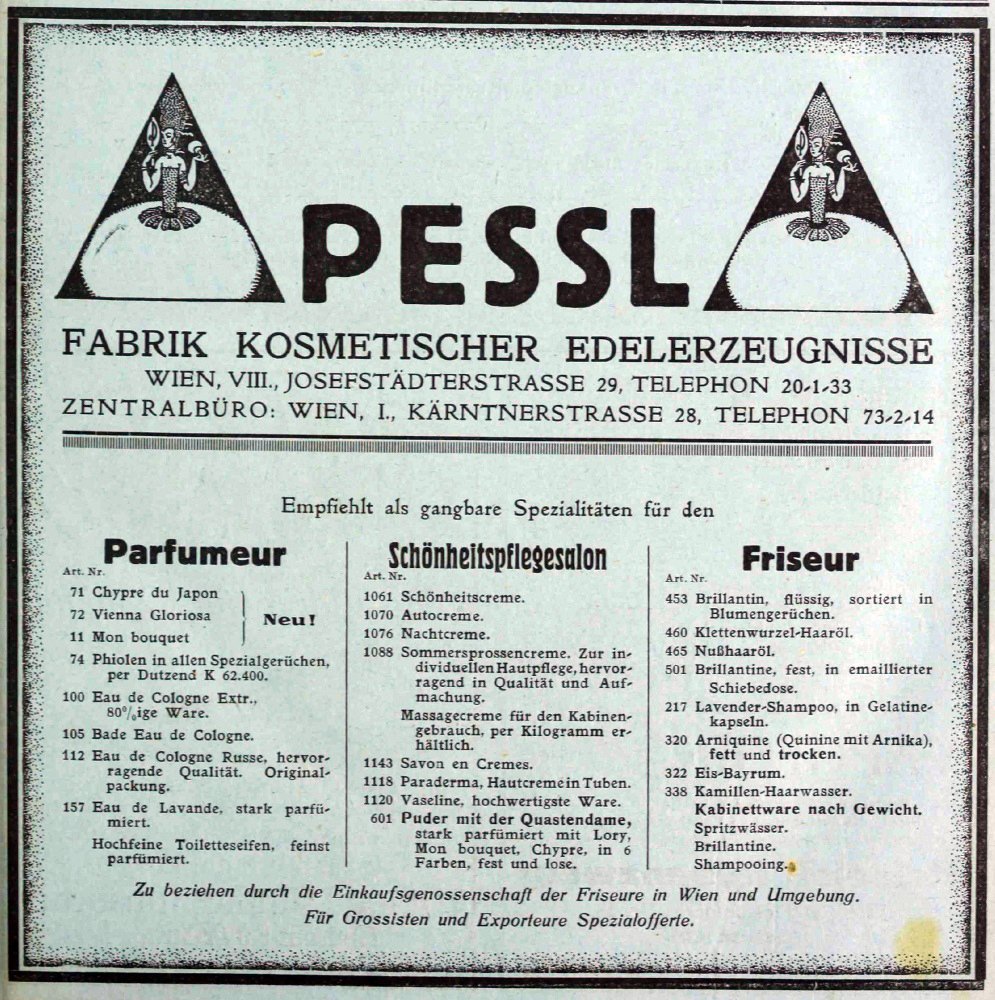 PESSL
FABRIK KOSMETISCHER EDELERZEUGNISSE
WIEN, VIII., JOSEFSTÄDTERSTRASSE 29, TELEPHON 20-1-33
ZENTRALBÜRO: WIEN, I., KÄRNTNERSTRASSE 28, TELEPHON 73-2-14
Empfiehlt als gangbare Spezialitäten für den
Parfumeur
Art. Nr.
71 Chypre du Japon
72 Vienna Gloriosa
11 Mon bouquet
Neu!
74 Phiolen in allen Spezialgerüchen,
per Dutzend K 62.400.
100 Eau de Cologne Extr.,
80%ige Ware.
105 Bade Eau de Cologne.
112 Eau de Cologne Russe, hervor-
ragende Qualität. Original-
packung.
157 Eau de Lavande, stark parfü-
miert.
Hochfeine Toiletteseifen, feinst
parfümiert.
Schönheitspflegesalon
Art. Nr.
1061 Schönheitscreme.
1070 Autocreme.
1076 Nachtcreme.
1088 Sommersprossencreme. Zur in-
dividuellen Hautpflege, hervor-
ragend in Qualität und Auf-
machung.
Massagecreme für den Kabinen-
gebrauch, per Kilogramm er-
hältlich.
1143 Savon en Cremes.
1118 Paraderma, Hautcreme in Tuben.
1120 Vaseline, hochwertigste Ware.
601 Puder mit der Quastendame,
stark parfümiert mit Lory,
Mon bouquet, Chypre, in 6
Farben, fest und lose.
Friseur
Art. Nr.
453 Brillantin, flüssig, sortiert in
Blumengerüchen.
460 Klettenwurzel-Haaröl.
465 Nußhaaröl.
501 Brillantine, fest, in emaillierter
Schiebedose.
217 Lavender-Shampoo, in Gelatine-
kapseln.
320 Arniquine (Quinine mit Arnika),
fett und trocken.
322 Eis-Bayrum.
338 Kamillen-Haarwasser.
Kabinettware nach Gewicht.
Spritzwässer.
Brillantine.
Shampooing.
Zu beziehen durch die Einkaufsgenossenschaft der Friseure in Wien und Umgebung.
Für Grossisten und Exporteure Spezialofferte.